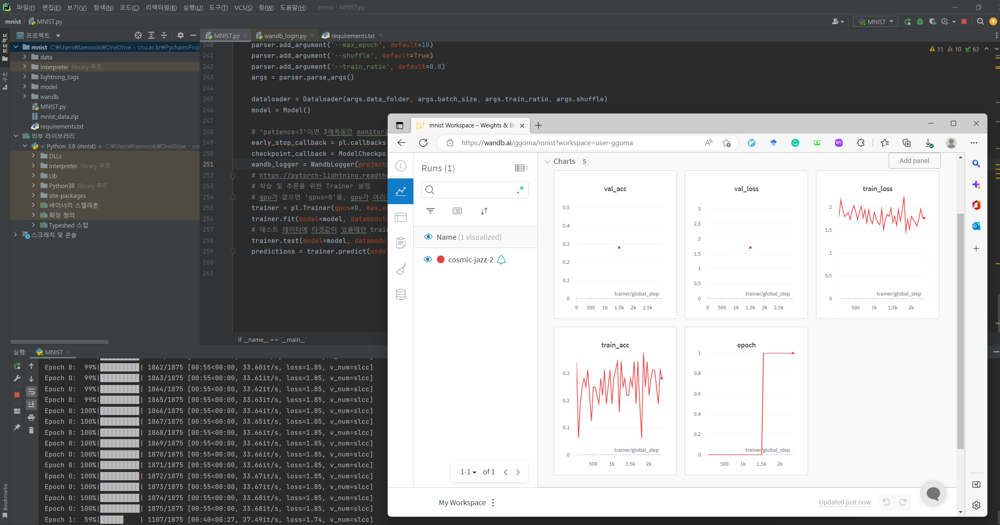 파일(F) 편집(E) 보기(V) 탐색(N) 코드(C) 리팩터링(R) 실행(U) 도구(T) VCS(S) 창(W) 도움말(H) mnist - MNIST.py
mnist MNIST.py
MNIST
프로젝트
프로젝트
구조
Bookmarks
MNIST.py
wandb_login.py
requirements.txt
mnist C:₩Users₩taewook₩OneDrive - cnu.ac.kr₩PycharmProj
data
interpreter library 루트
lightning_logs
model
wandb
MNIST.py
mnist_data.zip
requirements.txt
외부 라이브러리
< Python 3.8 (mnist) > C:₩Users₩taewook₩OneDrive - cn
DLLs
interpreter library 루트
Lib
Python38 library 루트
site-packages
바이너리 스켈레톤
확장 정의
Typeshed 스텁
스크래치 및 콘솔
11 10 63
240 parser.add_argument('--max_epoch', default=10)
241 parser.add_argument('--shuffle', default=True)
242 parser.add_argument('--train_ratio', default=0.8)
243 args = parser.parse_args()
244
245 dataloader = Dataloader(args.data_folder, args.batch_size, args.train_ratio, args.shuffle)
246 model = Model()
247
248 # 'patience=3'이면 3에폭동안 monitor값
249 early_stop_callback = pl.callbacks
250 checkpoint_callback = ModelCheckpoi
251 wandb_logger = WandbLogger(project=
252 # https://pytorch-lightning.readthe
253 # 학습 및 추론을 위한 Trainer 설정
254 # gpu가 없으면 'gpus=0'을, gpu가 여러
255 trainer = pl.Trainer(gpus=0, max_ep
256 trainer.fit(model=model, datamodule
257 # 테스트 데이터에 타겟값이 있을때만 train
258 trainer.test(model=model, datamodul
259 predictions = trainer.predict(model
260
261
if __name__ == '__main__'
실행: MNIST
Epoch 0: 99%| | 1862/1875 [00:55<00:00, 33.60it/s, loss=1.85, v_num=slcc]
Epoch 0: 99%| | 1863/1875 [00:55<00:00, 33.61it/s, loss=1.85, v_num=slcc]
Epoch 0: 99%| | 1864/1875 [00:55<00:00, 33.62it/s, loss=1.85, v_num=slcc]
Epoch 0: 99%| | 1865/1875 [00:55<00:00, 33.63it/s, loss=1.85, v_num=slcc]
Epoch 0: 100%| | 1866/1875 [00:55<00:00, 33.64it/s, loss=1.85, v_num=slcc]
Epoch 0: 100%| | 1867/1875 [00:55<00:00, 33.65it/s, loss=1.85, v_num=slcc]
Epoch 0: 100%| | 1868/1875 [00:55<00:00, 33.66it/s, loss=1.85, v_num=slcc]
Epoch 0: 100%| | 1869/1875 [00:55<00:00, 33.66it/s, loss=1.85, v_num=slcc]
Epoch 0: 100%| | 1870/1875 [00:55<00:00, 33.66it/s, loss=1.85, v_num=slcc]
Epoch 0: 100%| | 1871/1875 [00:55<00:00, 33.66it/s, loss=1.85, v_num=slcc]
Epoch 0: 100%| | 1872/1875 [00:55<00:00, 33.67it/s, loss=1.85, v_num=slcc]
Epoch 0: 100%| | 1873/1875 [00:55<00:00, 33.67it/s, loss=1.85, v_num=slcc]
Epoch 0: 100%| | 1874/1875 [00:55<00:00, 33.68it/s, loss=1.85, v_num=slcc]
Epoch 0: 100%| | 1875/1875 [00:55<00:00, 33.68it/s, loss=1.85, v_num=slcc]
Epoch 1: 59%| | 1107/1875 [00:40<00:27, 27.49it/s, loss=1.74, v_num=slcc]
mnist Workspace – Weights & Bi
https://wandb.ai/ggoma/mnist?workspace=user-ggoma
Runs (1)
.*
Name (1 visualized)
cosmic-jazz-2
1-1 of 1
Charts 5
Add panel
val_acc
0.5
0.4
0.3
0.2
0.1
0
trainer/global_step
0 500 1k 1.5k 2k 2.5k
val_loss
3
2.5
2
1.5
1
0.5
0
trainer/global_step
0 500 1k 1.5k 2k 2.5k
train_loss
2
1.5
1
0.5
0
trainer/global_step
500 1k 1.5k 2k
train_acc
0.3
0.2
0.1
0
trainer/global_step
500 1k 1.5k 2k
epoch
1
0.8
0.6
0.4
0.2
0
trainer/global_step
500 1k 1.5k 2k
My Workspace
Updated just now